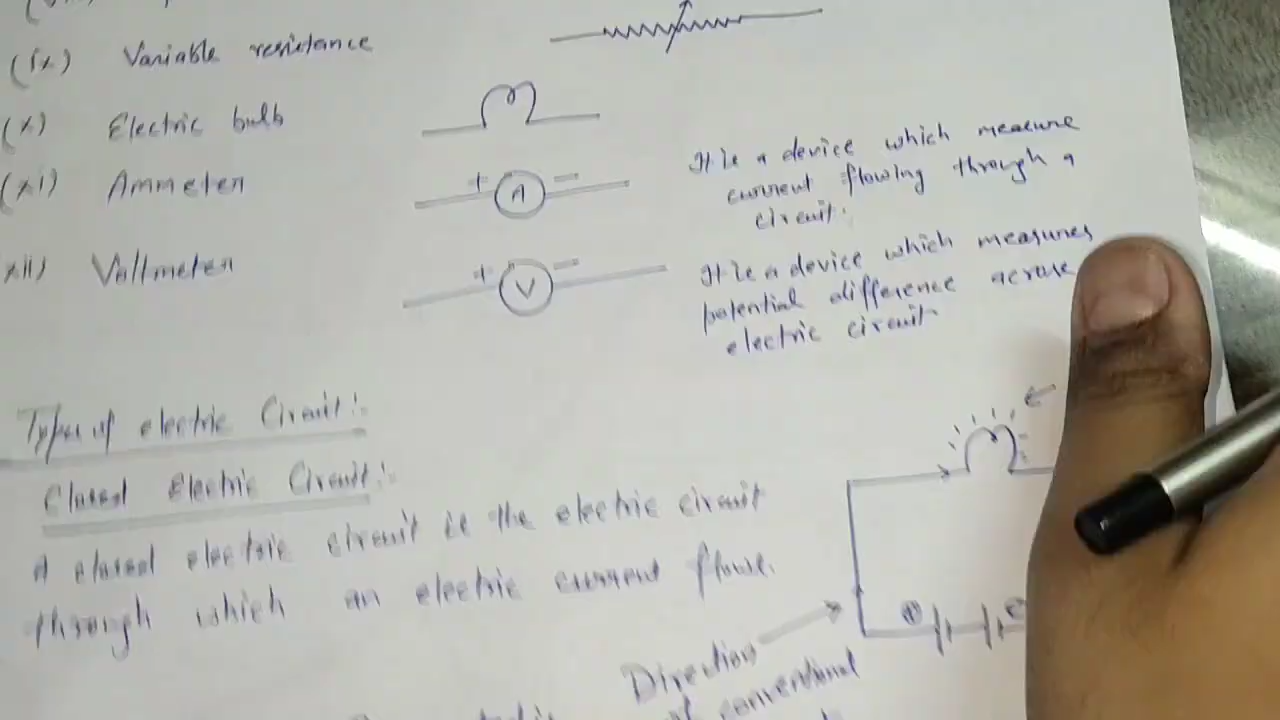 (ix) Variable resistance
(x) Electric bulb
(xi) Ammeter
+ A −
It is a device which measure
current flowing through a
circuit.
xii) Voltmeter
+ V −
It is a device which measures
potential difference across
electric circuit.
Types of electric Circuit:-
Closed Electric Circuit:-
A closed electric circuit is the electric circuit
through which an electric current flows.
Direction
of conventional